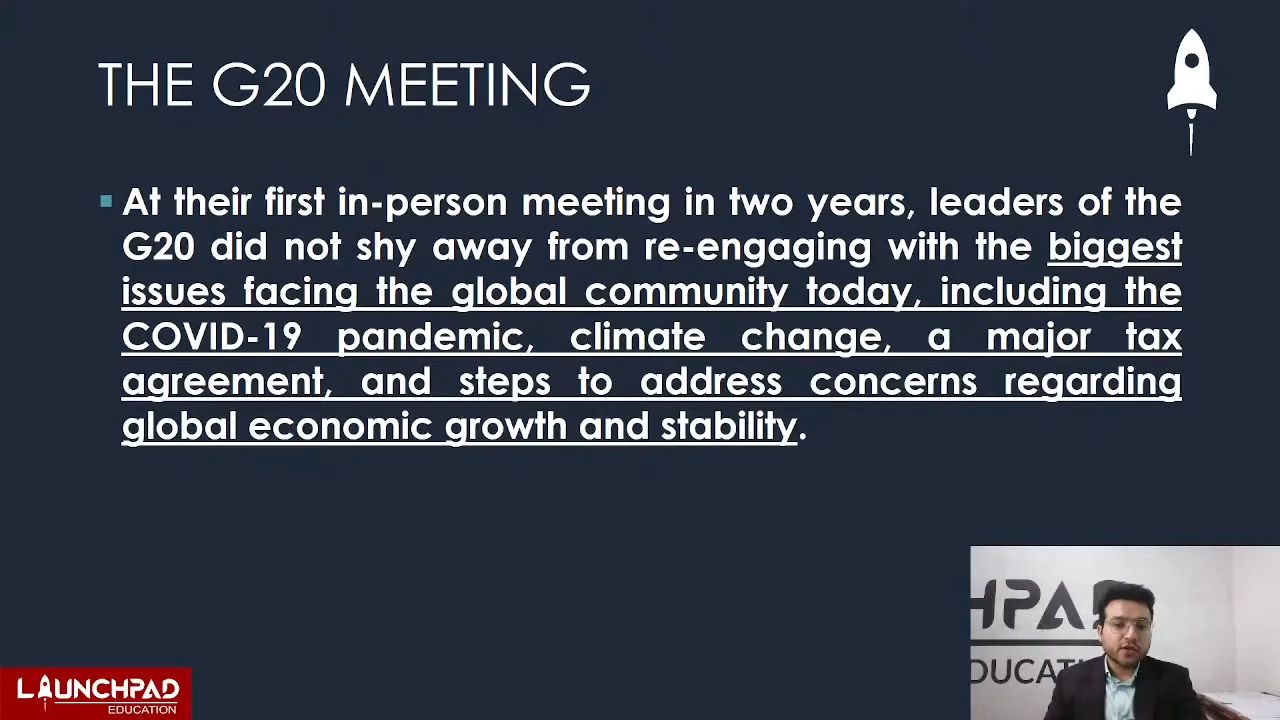 THE G20 MEETING
▪ At their first in-person meeting in two years, leaders of the
G20 did not shy away from re-engaging with the biggest
issues facing the global community today, including the
COVID-19 pandemic, climate change, a major tax
agreement, and steps to address concerns regarding
global economic growth and stability.
LAUNCHPAD
EDUCATION